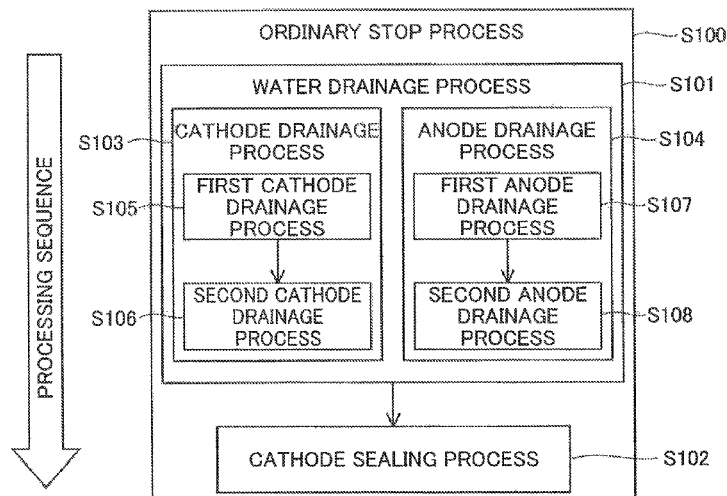 ORDINARY STOP PROCESS
S100
WATER DRAINAGE PROCESS
S101
S103
CATHODE DRAINAGE
PROCESS
ANODE DRAINAGE
PROCESS
S104
S105
FIRST CATHODE
DRAINAGE
PROCESS
FIRST ANODE
DRAINAGE
PROCESS
S107
S106
SECOND CATHODE
DRAINAGE
PROCESS
SECOND ANODE
DRAINAGE
PROCESS
S108
CATHODE SEALING PROCESS
S102
PROCESSING SEQUENCE